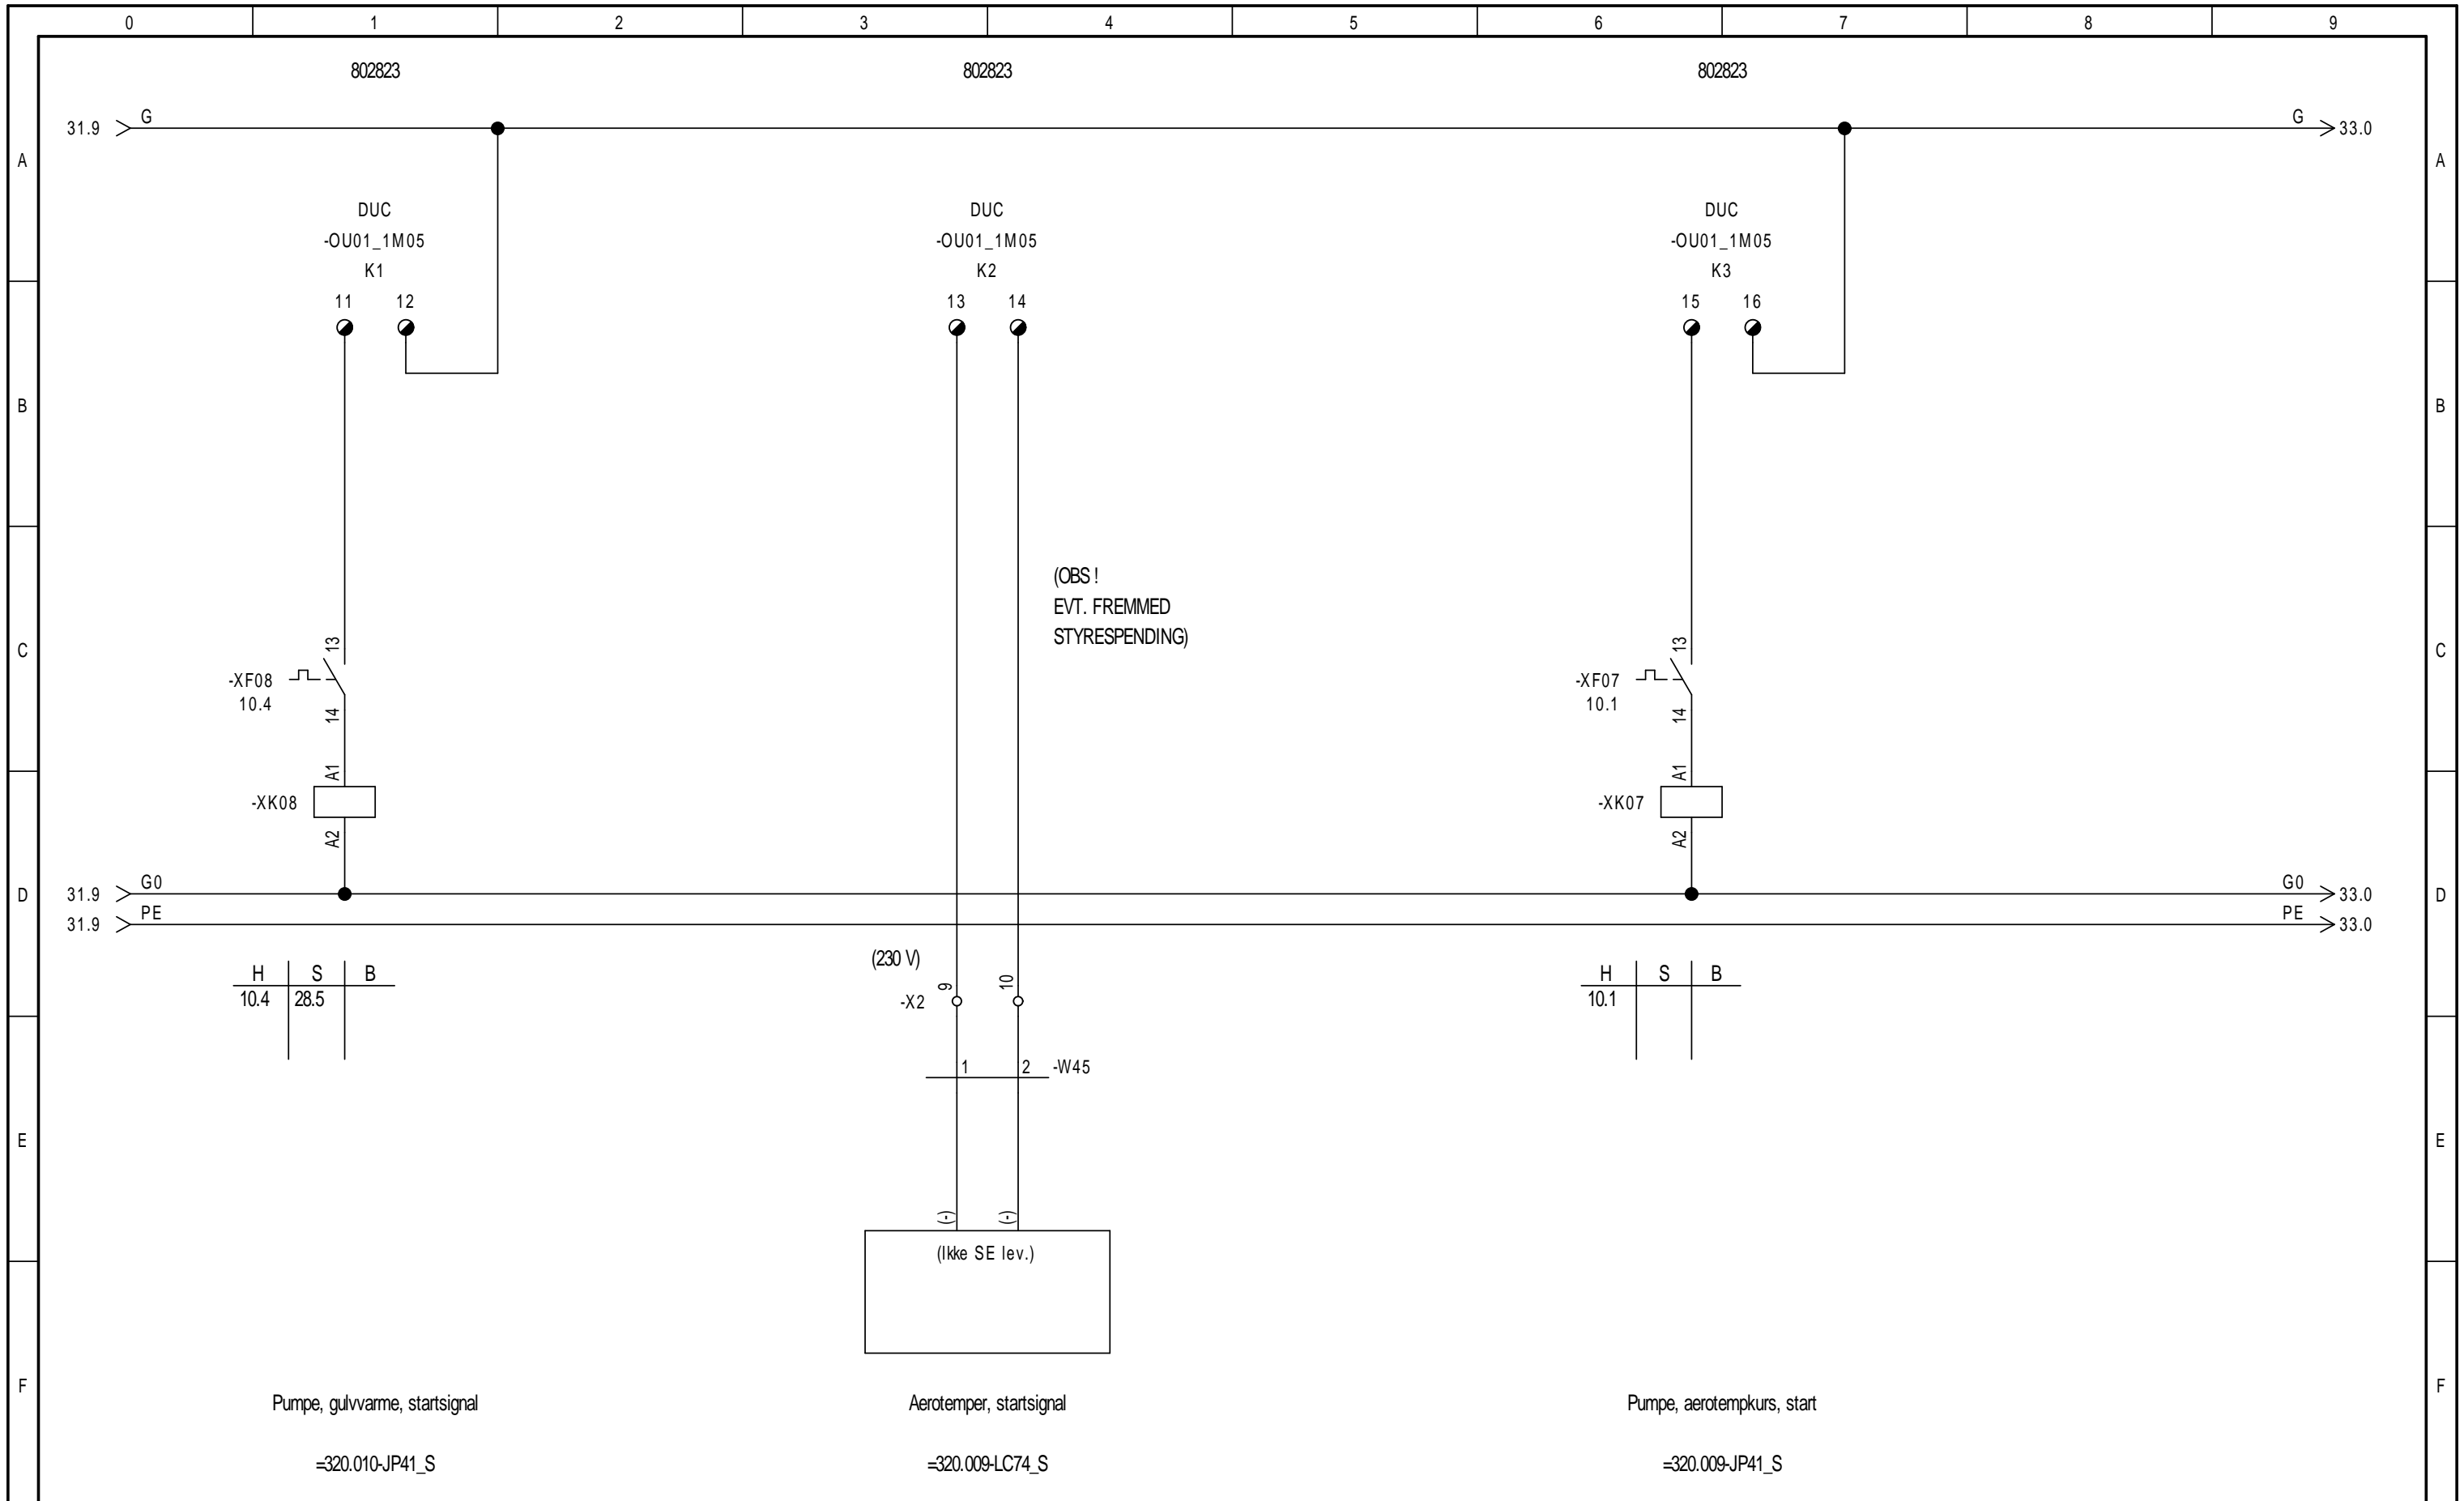 0 1 2 3 4 5 6 7 8 9
802823 802823 802823
31.9 G G 33.0
A A
DUC DUC DUC
-OU01_1M05 -OU01_1M05 -OU01_1M05
K1 K2 K3
11 12 13 14 15 16
B B
(OBS !
EVT. FREMMED
STYRESPENDING)
13 13
C C
-XF08 -XF07
10.4 10.1
14 14
A1 A1
-XK08 -XK07
A2 A2
D 31.9 G0 G0 33.0 D
31.9 PE PE 33.0
(230 V)
H S B H S B
9 10
10.4 28.5 -X2 10.1
1 2 -W45
E E
(-) (-)
(Ikke SE lev.)
F F
Pumpe, gulvvarme, startsignal Aerotemper, startsignal Pumpe, aerotempkurs, start
=320.010-JP41_S =320.009-LC74_S =320.009-JP41_S